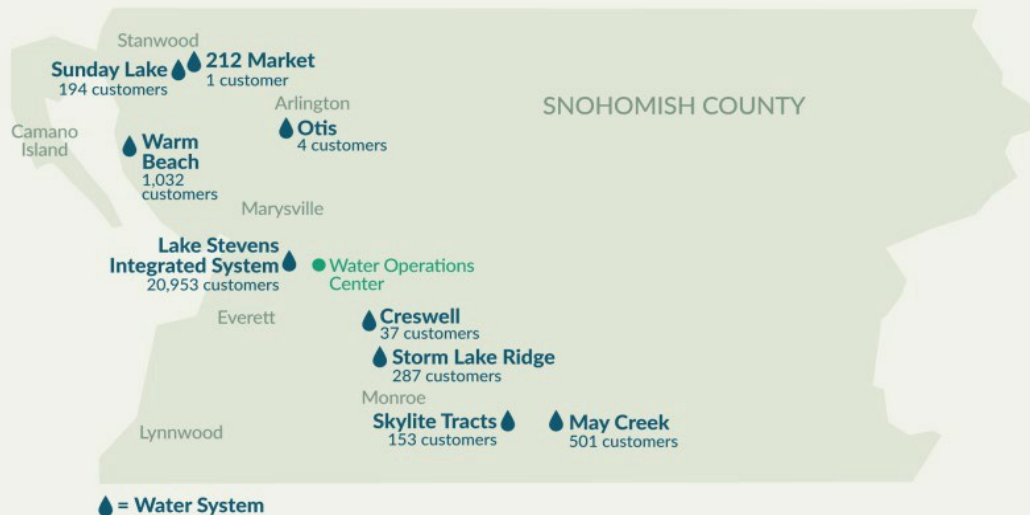 Stanwood
Sunday Lake
194 customers
212 Market
1 customer
Arlington
SNOHOMISH COUNTY
Otis
4 customers
Camano
Island
Warm
Beach
1,032
customers
Marysville
Lake Stevens
Integrated System
20,953 customers
Water Operations
Center
Everett
Creswell
37 customers
Storm Lake Ridge
287 customers
Monroe
Skylite Tracts
153 customers
May Creek
501 customers
Lynnwood
= Water System